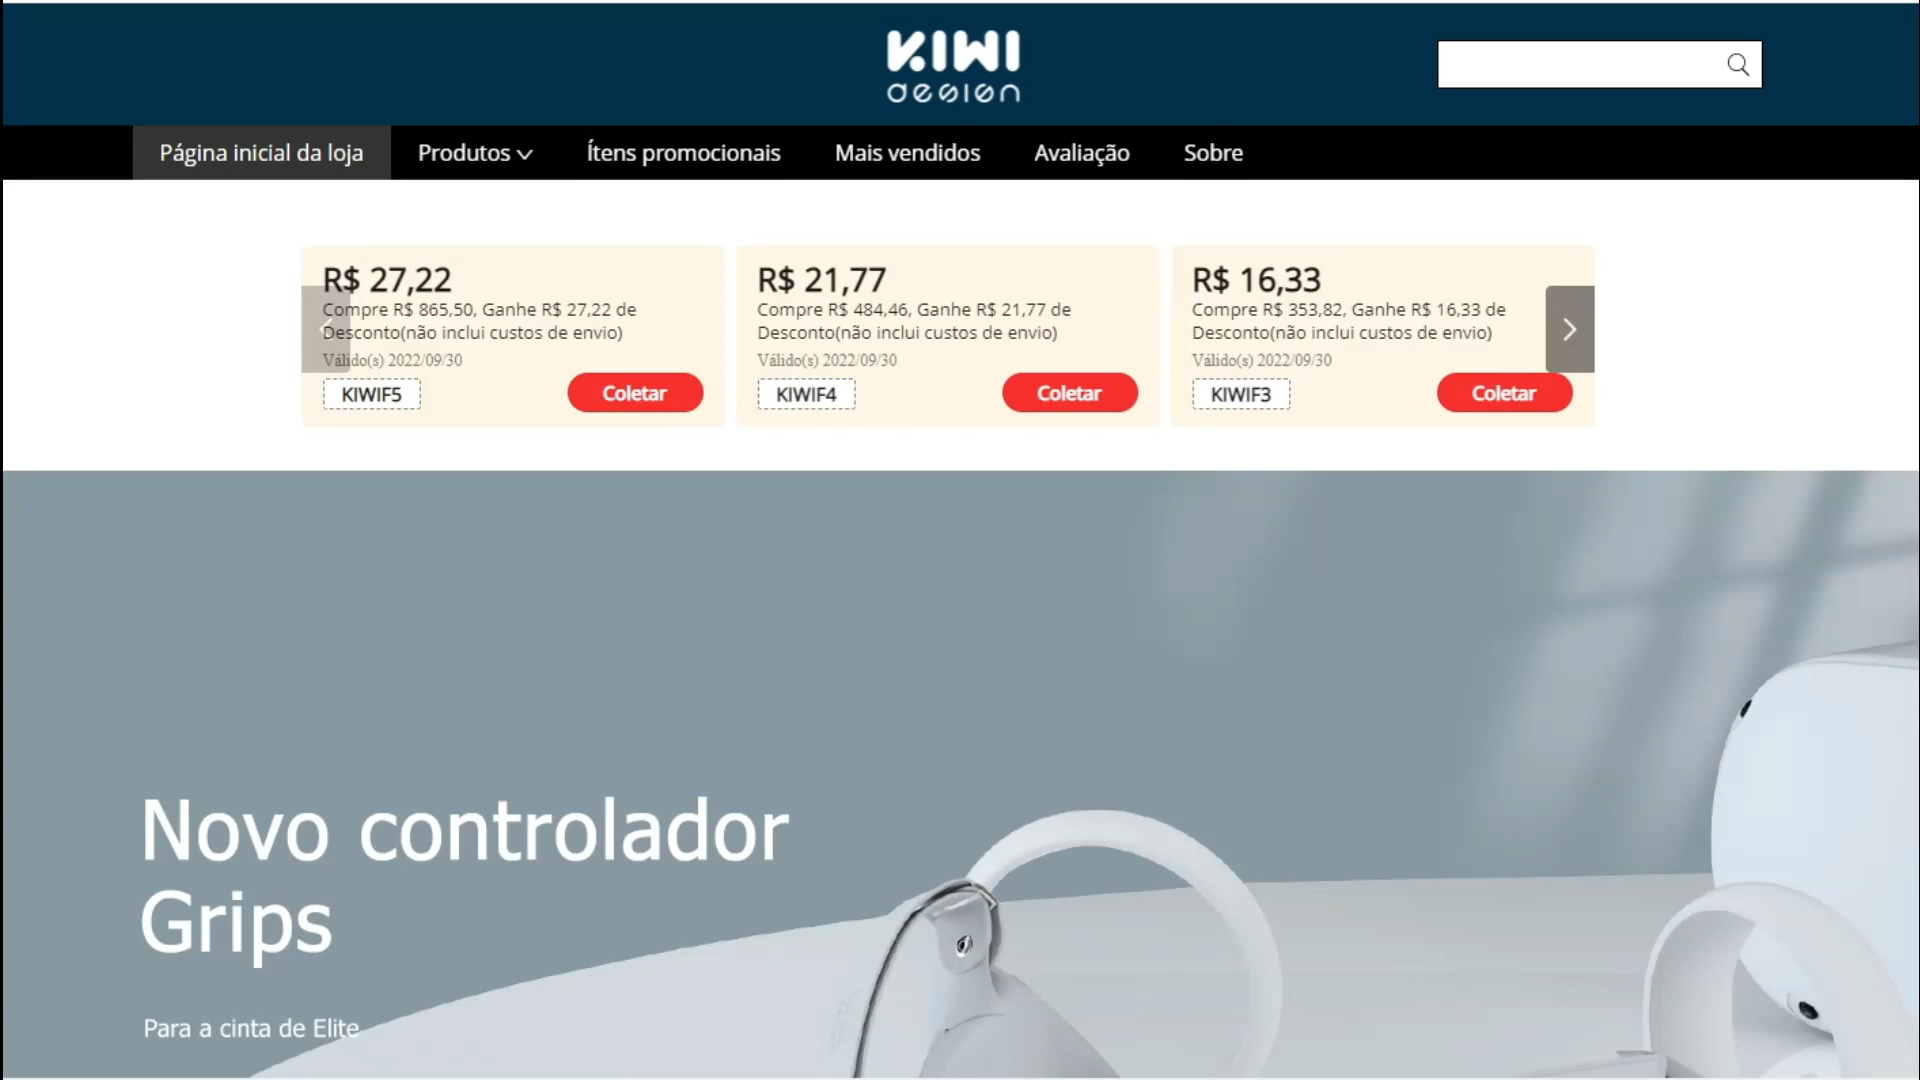 KIWI
design
Página inicial da loja
Produtos
Ítens promocionais
Mais vendidos
Avaliação
Sobre
R$ 27,22
Compre R$ 865,50, Ganhe R$ 27,22 de
Desconto(não inclui custos de envio)
Válido(s) 2022/09/30
KIWIF5
Coletar
R$ 21,77
Compre R$ 484,46, Ganhe R$ 21,77 de
Desconto(não inclui custos de envio)
Válido(s) 2022/09/30
KIWIF4
Coletar
R$ 16,33
Compre R$ 353,82, Ganhe R$ 16,33 de
Desconto(não inclui custos de envio)
Válido(s) 2022/09/30
KIWIF3
Coletar
Novo controlador
Grips
Para a cinta de Elite